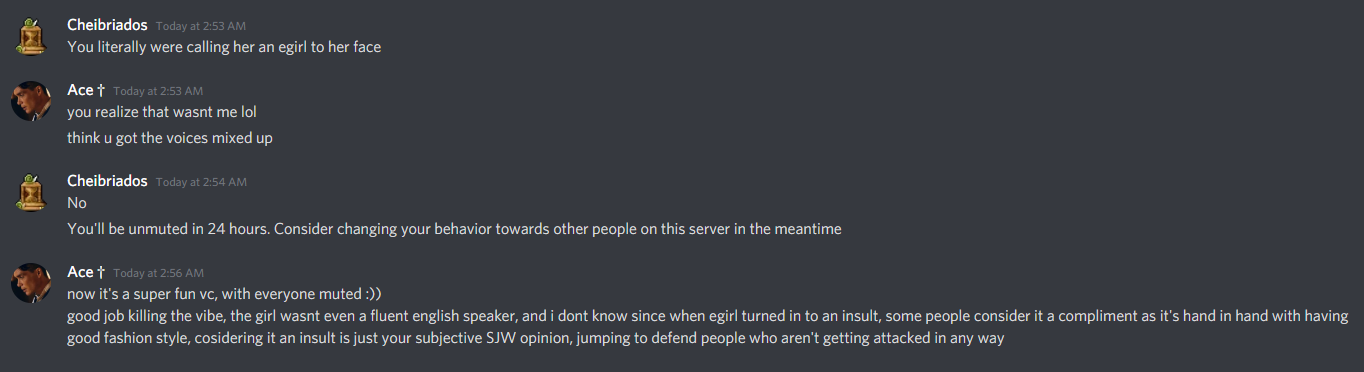 Cheibriados Today at 2:53 AM
You literally were calling her an egirl to her face
Ace † Today at 2:53 AM
you realize that wasnt me lol
think u got the voices mixed up
Cheibriados Today at 2:54 AM
No
You'll be unmuted in 24 hours. Consider changing your behavior towards other people on this server in the meantime
Ace † Today at 2:56 AM
now it's a super fun vc, with everyone muted :))
good job killing the vibe, the girl wasnt even a fluent english speaker, and i dont know since when egirl turned in to an insult, some people consider it a compliment as it's hand in hand with having
good fashion style, cosidering it an insult is just your subjective SJW opinion, jumping to defend people who aren't getting attacked in any way